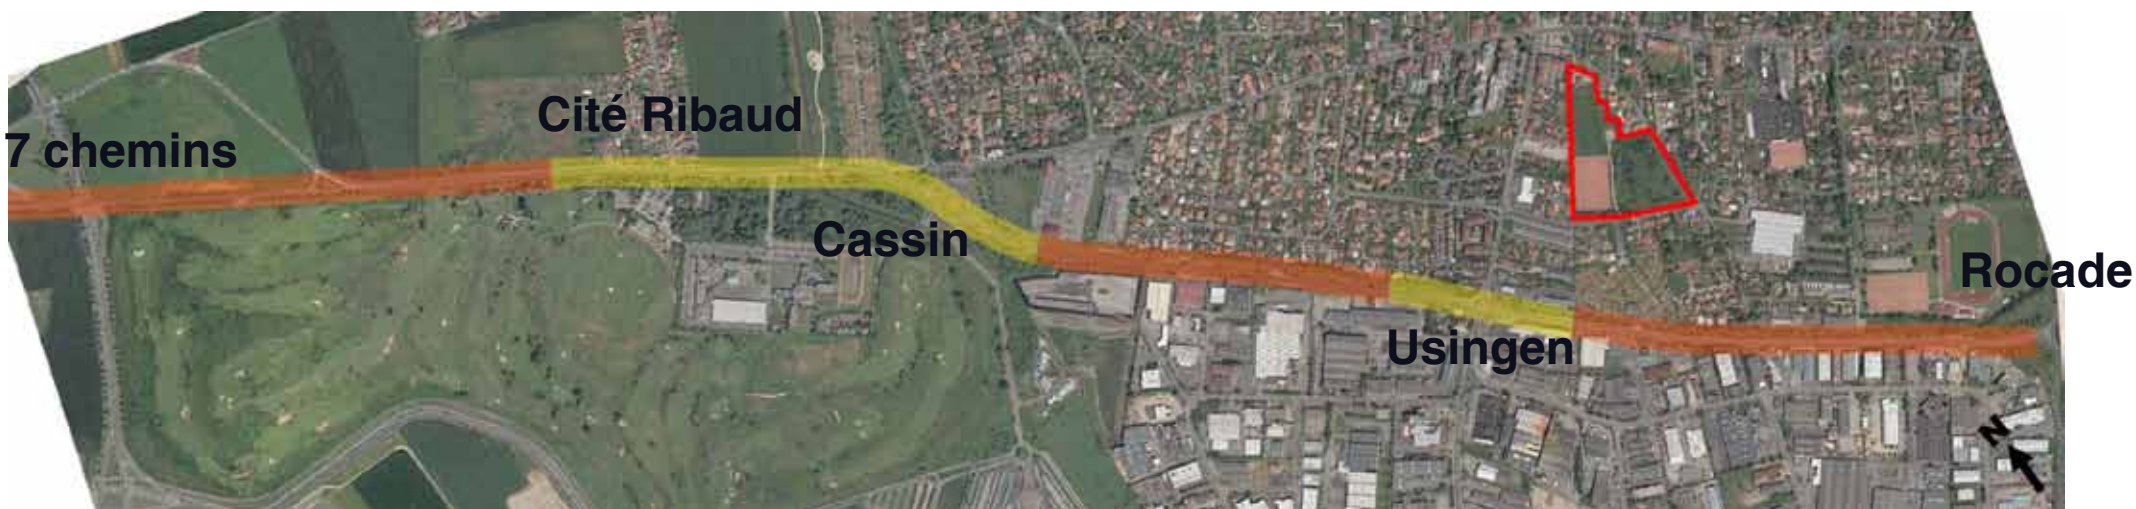 Cité Ribaud
7 chemins
Cassin
Rocade
Usingen
N